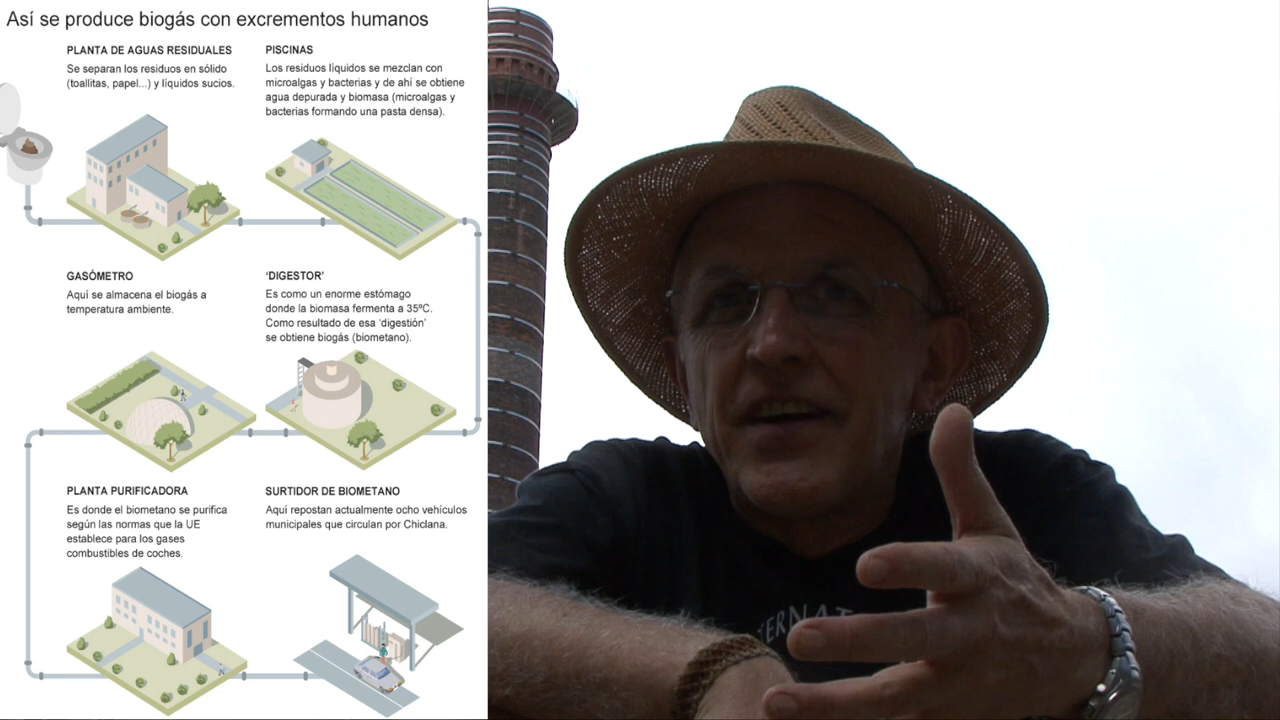 Así se produce biogás con excrementos humanos
PLANTA DE AGUAS RESIDUALES
Se separan los residuos en sólido
(toallitas, papel...) y líquidos sucios.
PISCINAS
Los residuos líquidos se mezclan con
microalgas y bacterias y de ahí se obtiene
agua depurada y biomasa (microalgas y
bacterias formando una pasta densa).
GASÓMETRO
Aquí se almacena el biogás a
temperatura ambiente.
‘DIGESTOR’
Es como un enorme estómago
donde la biomasa fermenta a 35ºC.
Como resultado de esa ‘digestión’
se obtiene biogás (biometano).
PLANTA PURIFICADORA
Es donde el biometano se purifica
según las normas que la UE
establece para los gases
combustibles de coches.
SURTIDOR DE BIOMETANO
Aquí repostan actualmente ocho vehículos
municipales que circulan por Chiclana.